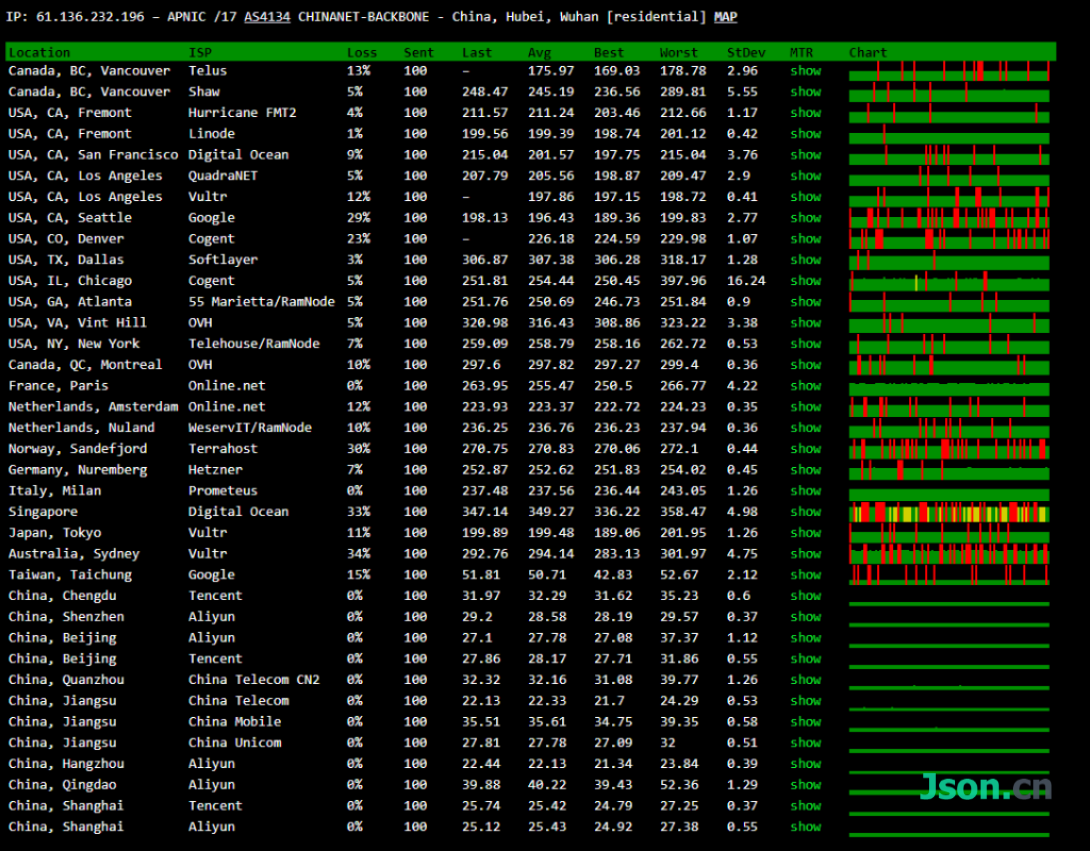 IP: 61.136.232.196 – APNIC /17 AS4134 CHINANET-BACKBONE - China, Hubei, Wuhan [residential] MAP
Location ISP Loss Sent Last Avg Best Worst StDev MTR Chart
Canada, BC, Vancouver Telus 13% 100 – 175.97 169.03 178.78 2.96 show
Canada, BC, Vancouver Shaw 5% 100 248.47 245.19 236.56 289.81 5.55 show
USA, CA, Fremont Hurricane FMT2 4% 100 211.57 211.24 203.46 212.66 1.17 show
USA, CA, Fremont Linode 1% 100 199.56 199.39 198.74 201.12 0.42 show
USA, CA, San Francisco Digital Ocean 9% 100 215.04 201.57 197.75 215.04 3.76 show
USA, CA, Los Angeles QuadraNET 5% 100 207.79 205.56 198.87 209.47 2.9 show
USA, CA, Los Angeles Vultr 12% 100 – 197.86 197.15 198.72 0.41 show
USA, CA, Seattle Google 29% 100 198.13 196.43 189.36 199.83 2.77 show
USA, CO, Denver Cogent 23% 100 – 226.18 224.59 229.98 1.07 show
USA, TX, Dallas Softlayer 3% 100 306.87 307.38 306.28 318.17 1.28 show
USA, IL, Chicago Cogent 5% 100 251.81 254.44 250.45 397.96 16.24 show
USA, GA, Atlanta 55 Marietta/RamNode 5% 100 251.76 250.69 246.73 251.84 0.9 show
USA, VA, Vint Hill OVH 5% 100 320.98 316.43 308.86 323.22 3.38 show
USA, NY, New York Telehouse/RamNode 7% 100 259.09 258.79 258.16 262.72 0.53 show
Canada, QC, Montreal OVH 10% 100 297.6 297.82 297.27 299.4 0.36 show
France, Paris Online.net 0% 100 263.95 255.47 250.5 266.77 4.22 show
Netherlands, Amsterdam Online.net 12% 100 223.93 223.37 222.72 224.23 0.35 show
Netherlands, Nuland WeservIT/RamNode 10% 100 236.25 236.76 236.23 237.94 0.36 show
Norway, Sandefjord Terrahost 30% 100 270.75 270.83 270.06 272.1 0.44 show
Germany, Nuremberg Hetzner 7% 100 252.87 252.62 251.83 254.02 0.45 show
Italy, Milan Prometeus 0% 100 237.48 237.56 236.44 243.05 1.26 show
Singapore Digital Ocean 33% 100 347.14 349.27 336.22 358.47 4.98 show
Japan, Tokyo Vultr 11% 100 199.89 199.48 189.06 201.95 1.26 show
Australia, Sydney Vultr 34% 100 292.76 294.14 283.13 301.97 4.75 show
Taiwan, Taichung Google 15% 100 51.81 50.71 42.83 52.67 2.12 show
China, Chengdu Tencent 0% 100 31.97 32.29 31.62 35.23 0.6 show
China, Shenzhen Aliyun 0% 100 29.2 28.58 28.19 29.57 0.37 show
China, Beijing Aliyun 0% 100 27.1 27.78 27.08 37.37 1.12 show
China, Beijing Tencent 0% 100 27.86 28.17 27.71 31.86 0.55 show
China, Quanzhou China Telecom CN2 0% 100 32.32 32.16 31.08 39.77 1.26 show
China, Jiangsu China Telecom 0% 100 22.13 22.33 21.7 24.29 0.53 show
China, Jiangsu China Mobile 0% 100 35.51 35.61 34.75 39.35 0.58 show
China, Jiangsu China Unicom 0% 100 27.81 27.78 27.09 32 0.51 show
China, Hangzhou Aliyun 0% 100 22.44 22.13 21.34 23.84 0.39 show
China, Qingdao Aliyun 0% 100 39.88 40.22 39.43 52.36 1.29 show
Json.cn
China, Shanghai Tencent 0% 100 25.74 25.42 24.79 27.25 0.37 show
China, Shanghai Aliyun 0% 100 25.12 25.43 24.92 27.38 0.55 show